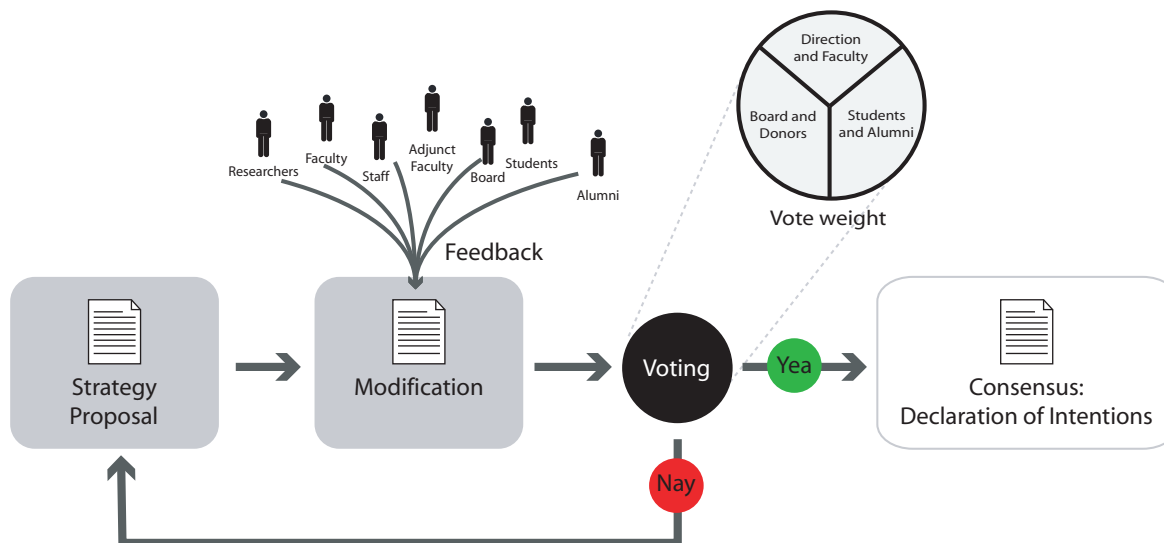 Direction
and Faculty
Board and
Donors
Students
and Alumni
Vote weight
Researchers
Faculty
Staff
Adjunct
Faculty
Board
Students
Alumni
Feedback
Strategy
Proposal
Modification
Voting
Yea
Consensus:
Declaration of Intentions
Nay